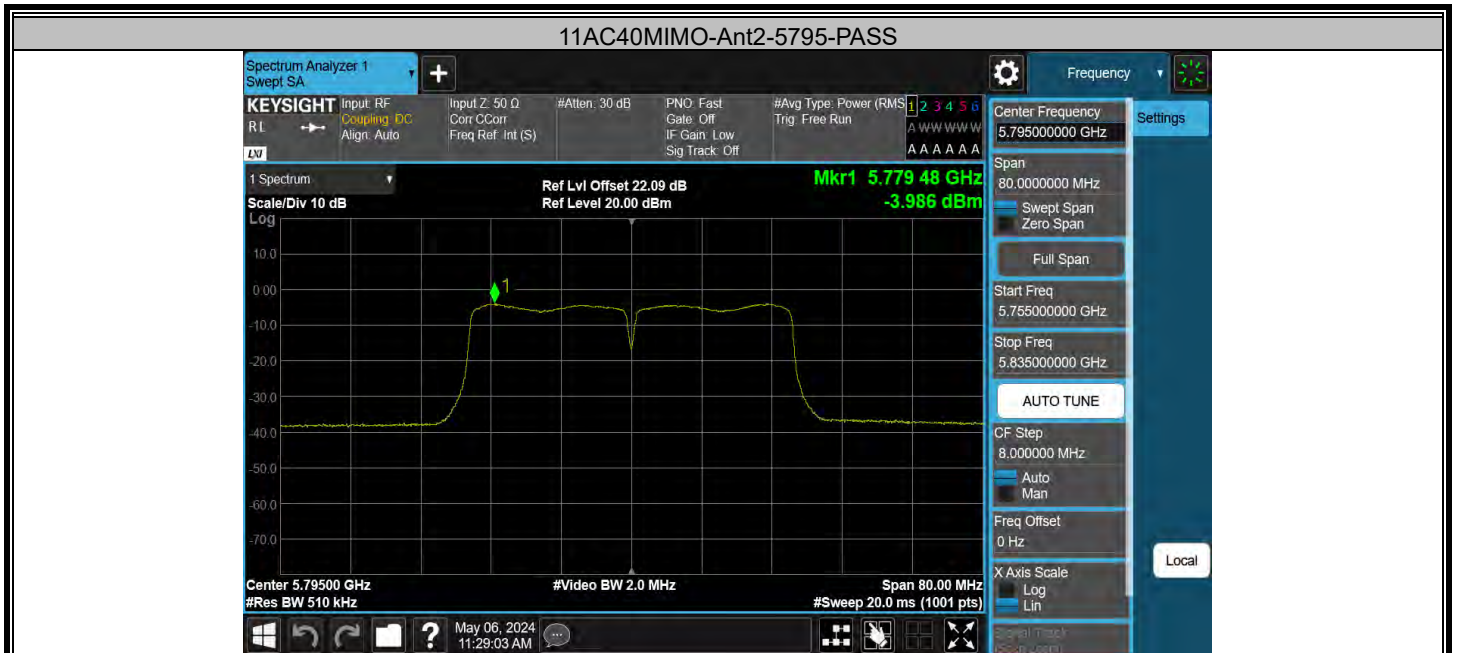 11AC40MIMO-Ant2-5795-PASS
Spectrum Analyzer 1
Swept SA
+
Frequency
KEYSIGHT
RL
LXI
Input: RF
Coupling: DC
Align: Auto
Input Z: 50 Ω
Corr CCorr
Freq Ref: Int (S)
#Atten: 30 dB
PNO: Fast
Gate: Off
IF Gain: Low
Sig Track: Off
#Avg Type: Power (RMS
Trig: Free Run
1 2 3 4 5 6
A W W W W W
A A A A A A
1 Spectrum
Scale/Div 10 dB
Log
Ref Lvl Offset 22.09 dB
Ref Level 20.00 dBm
Mkr1 5.779 48 GHz
-3.986 dBm
10.0
0.00
-10.0
-20.0
-30.0
-40.0
-50.0
-60.0
-70.0
1
Center 5.79500 GHz
#Res BW 510 kHz
#Video BW 2.0 MHz
Span 80.00 MHz
#Sweep 20.0 ms (1001 pts)
?
May 06, 2024
11:29:03 AM
Center Frequency
5.795000000 GHz
Settings
Span
80.0000000 MHz
Swept Span
Zero Span
Full Span
Start Freq
5.755000000 GHz
Stop Freq
5.835000000 GHz
AUTO TUNE
CF Step
8.000000 MHz
Auto
Man
Freq Offset
0 Hz
X Axis Scale
Log
Lin
Signal Track
Local